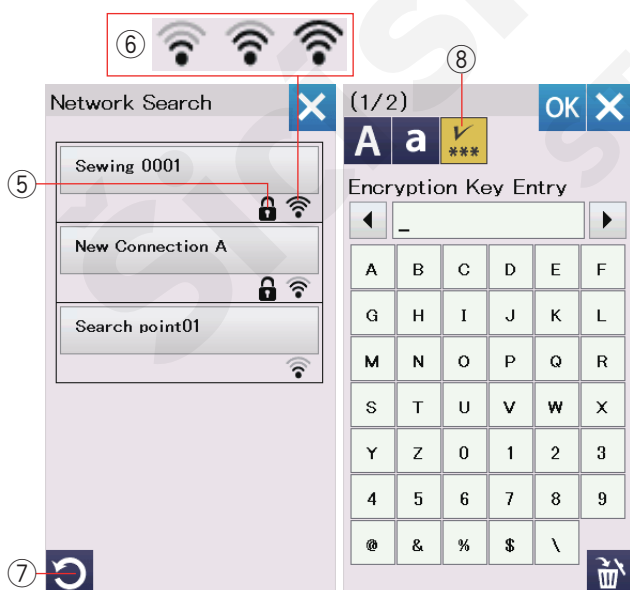 ⑥
⑧
Network Search
(1/2)
OK
A a ***
⑤
Sewing 0001
Encryption Key Entry
_
New Connection A
A B C D E F
G H I J K L
Search point01
M N O P Q R
S T U V W X
Y Z 0 1 2 3
4 5 6 7 8 9
@ & % $ \
⑦